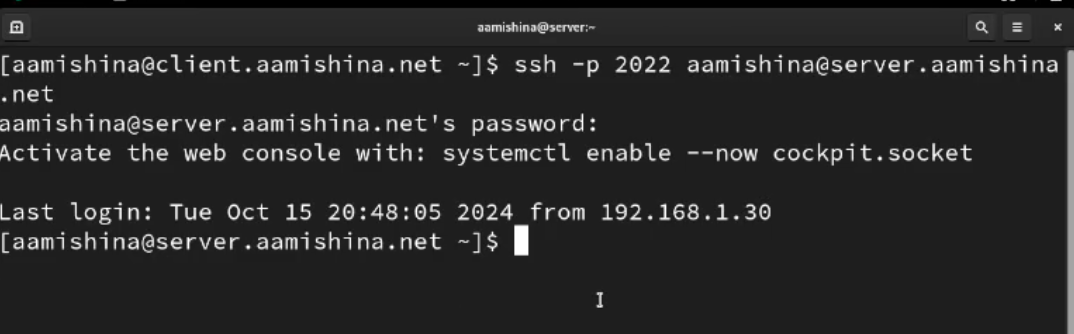 aamishina@server:~
[aamishina@client.aamishina.net ~]$ ssh -p 2022 aamishina@server.aamishina
.net
aamishina@server.aamishina.net's password:
Activate the web console with: systemctl enable --now cockpit.socket
Last login: Tue Oct 15 20:48:05 2024 from 192.168.1.30
[aamishina@server.aamishina.net ~]$